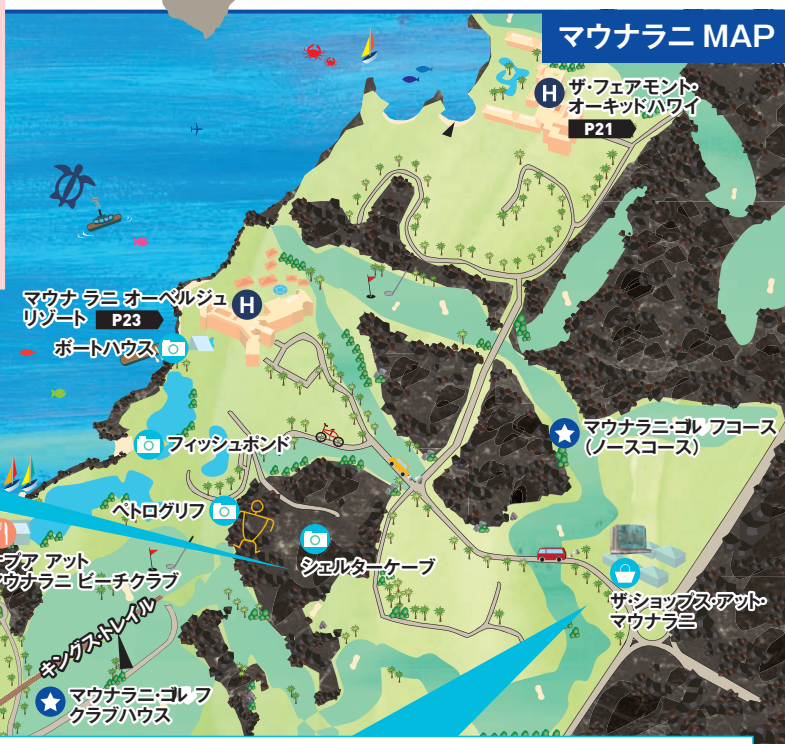 マウナラニ MAP
H
ザ・フェアモント・
オーキッドハワイ
P21
マウナ ラニ オーベルジュ
リゾート P23
H
ボートハウス
フィッシュポンド
マウナラニ・ゴルフコース
(ノースコース)
ペトログリフ
シェルターケーブ
プア アット
マウナラニ ビーチクラブ
ザ・ショップス・アット・
マウナラニ
キングス・トレイル
マウナラニ・ゴルフ
クラブハウス